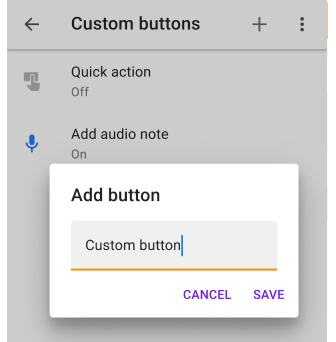 Custom buttons
Quick action
Off
Add audio note
On
Add button
Custom button
CANCEL SAVE